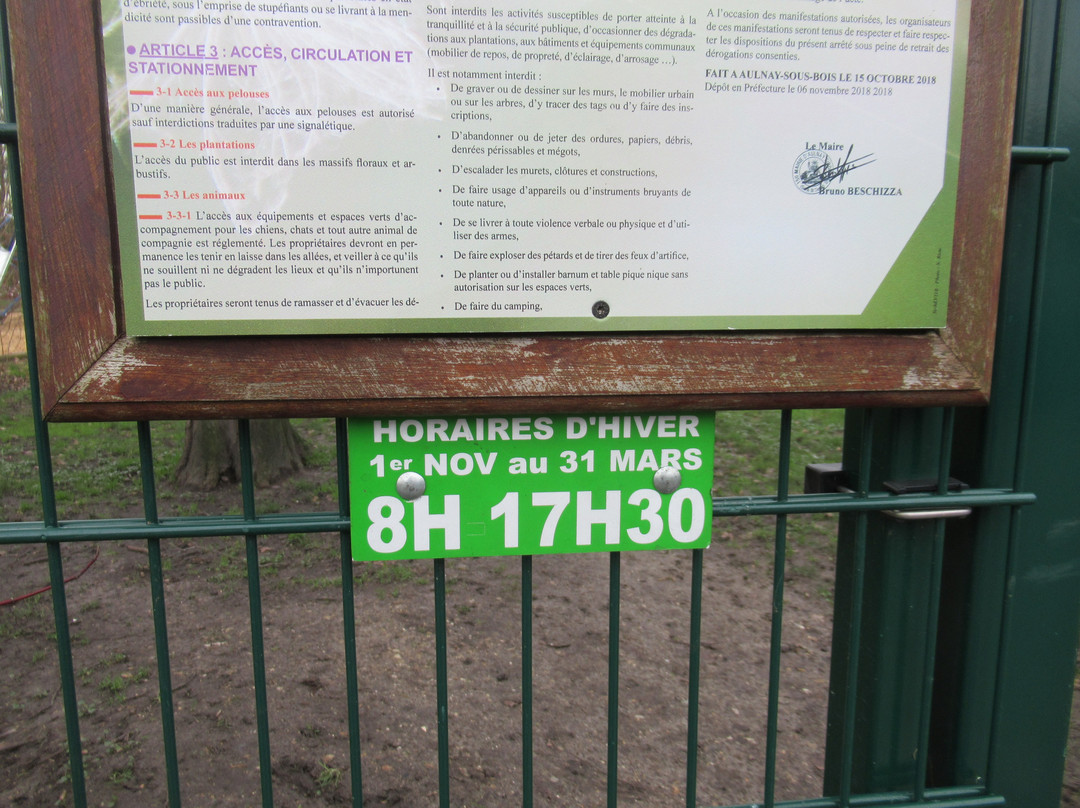 d'ébriété, sous l'emprise de stupéfiants ou se livrant à la men-
dicité sont passibles d'une contravention.
● ARTICLE 3 : ACCÈS, CIRCULATION ET
STATIONNEMENT
3-1 Accès aux pelouses
D'une manière générale, l'accès aux pelouses est autorisé
sauf interdictions traduites par une signalétique.
3-2 Les plantations
L'accès du public est interdit dans les massifs floraux et ar-
bustifs.
3-3 Les animaux
3-3-1 L'accès aux équipements et espaces verts d'ac-
compagnement pour les chiens, chats et tout autre animal de
compagnie est réglementé. Les propriétaires devront en per-
manence les tenir en laisse dans les allées, et veiller à ce qu'ils
ne souillent ni ne dégradent les lieux et qu'ils n'importunent
pas le public.
Les propriétaires seront tenus de ramasser et d'évacuer les dé-
Sont interdits les activités susceptibles de porter atteinte à la
tranquillité et à la sécurité publique, d'occasionner des dégrada-
tions aux plantations, aux bâtiments et équipements communaux
(mobilier de repos, de propreté, d'éclairage, d'arrosage ...).
Il est notamment interdit :
• De graver ou de dessiner sur les murs, le mobilier urbain
ou sur les arbres, d'y tracer des tags ou d'y faire des ins-
criptions,
• D'abandonner ou de jeter des ordures, papiers, débris,
denrées périssables et mégots,
• D'escalader les murets, clôtures et constructions,
• De faire usage d'appareils ou d'instruments bruyants de
toute nature,
• De se livrer à toute violence verbale ou physique et d'uti-
liser des armes,
• De faire exploser des pétards et de tirer des feux d'artifice,
• De planter ou d'installer barnum et table pique nique sans
autorisation sur les espaces verts,
• De faire du camping,
A l'occasion des manifestations autorisées, les organisateurs
de ces manifestations seront tenus de respecter et faire respec-
ter les dispositions du présent arrêté sous peine de retrait des
dérogations consenties.
FAIT A AULNAY-SOUS-BOIS LE 15 OCTOBRE 2018
Dépôt en Préfecture le 06 novembre 2018 2018
Le Maire
Bruno BESCHIZZA
HORAIRES D'HIVER
1er NOV au 31 MARS
8H - 17H30